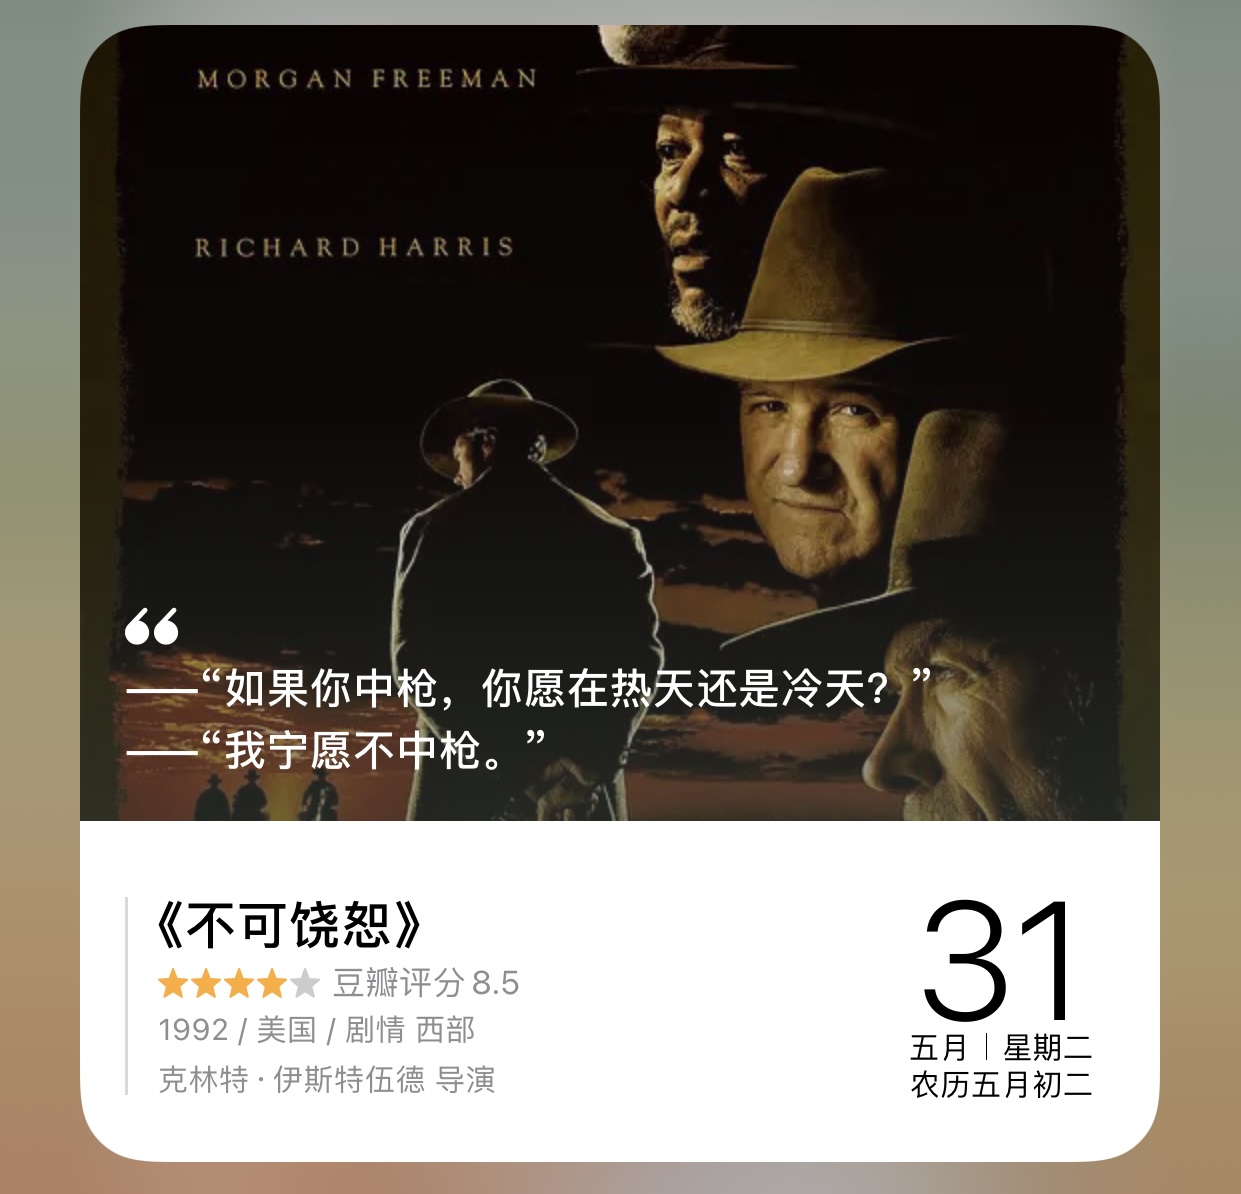 MORGAN FREEMAN
RICHARD HARRIS
“
——“如果你中枪，你愿在热天还是冷天？”
——“我宁愿不中枪。”
《不可饶恕》
豆瓣评分 8.5
1992 / 美国 / 剧情 西部
克林特·伊斯特伍德 导演
31
五月｜星期二
农历五月初二